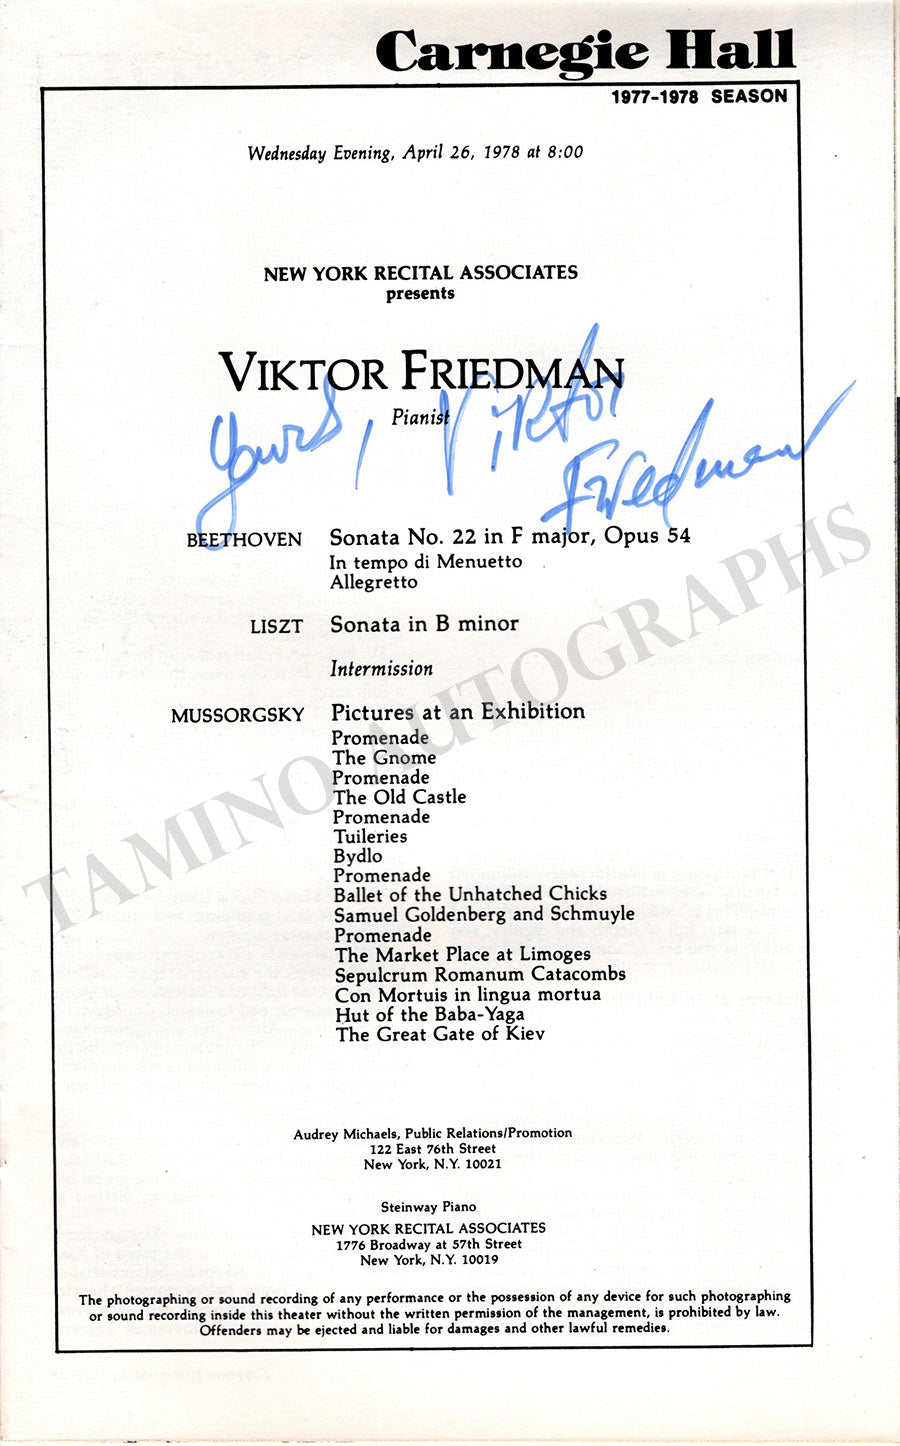 Carnegie Hall
1977-1978 SEASON
Wednesday Evening, April 26, 1978 at 8:00
NEW YORK RECITAL ASSOCIATES
presents
VIKTOR FRIEDMAN
Pianist
Yours, Viktor
Friedman
BEETHOVEN Sonata No. 22 in F major, Opus 54
In tempo di Menuetto
Allegretto
LISZT Sonata in B minor
Intermission
MUSSORGSKY Pictures at an Exhibition
Promenade
The Gnome
Promenade
The Old Castle
Promenade
Tuileries
Bydlo
Promenade
Ballet of the Unhatched Chicks
Samuel Goldenberg and Schmuyle
Promenade
The Market Place at Limoges
Sepulcrum Romanum Catacombs
Con Mortuis in lingua mortua
Hut of the Baba-Yaga
The Great Gate of Kiev
TAMINO AUTOGRAPHS
Audrey Michaels, Public Relations/Promotion
122 East 76th Street
New York, N.Y. 10021
Steinway Piano
NEW YORK RECITAL ASSOCIATES
1776 Broadway at 57th Street
New York, N.Y. 10019
The photographing or sound recording of any performance or the possession of any device for such photographing
or sound recording inside this theater without the written permission of the management, is prohibited by law.
Offenders may be ejected and liable for damages and other lawful remedies.